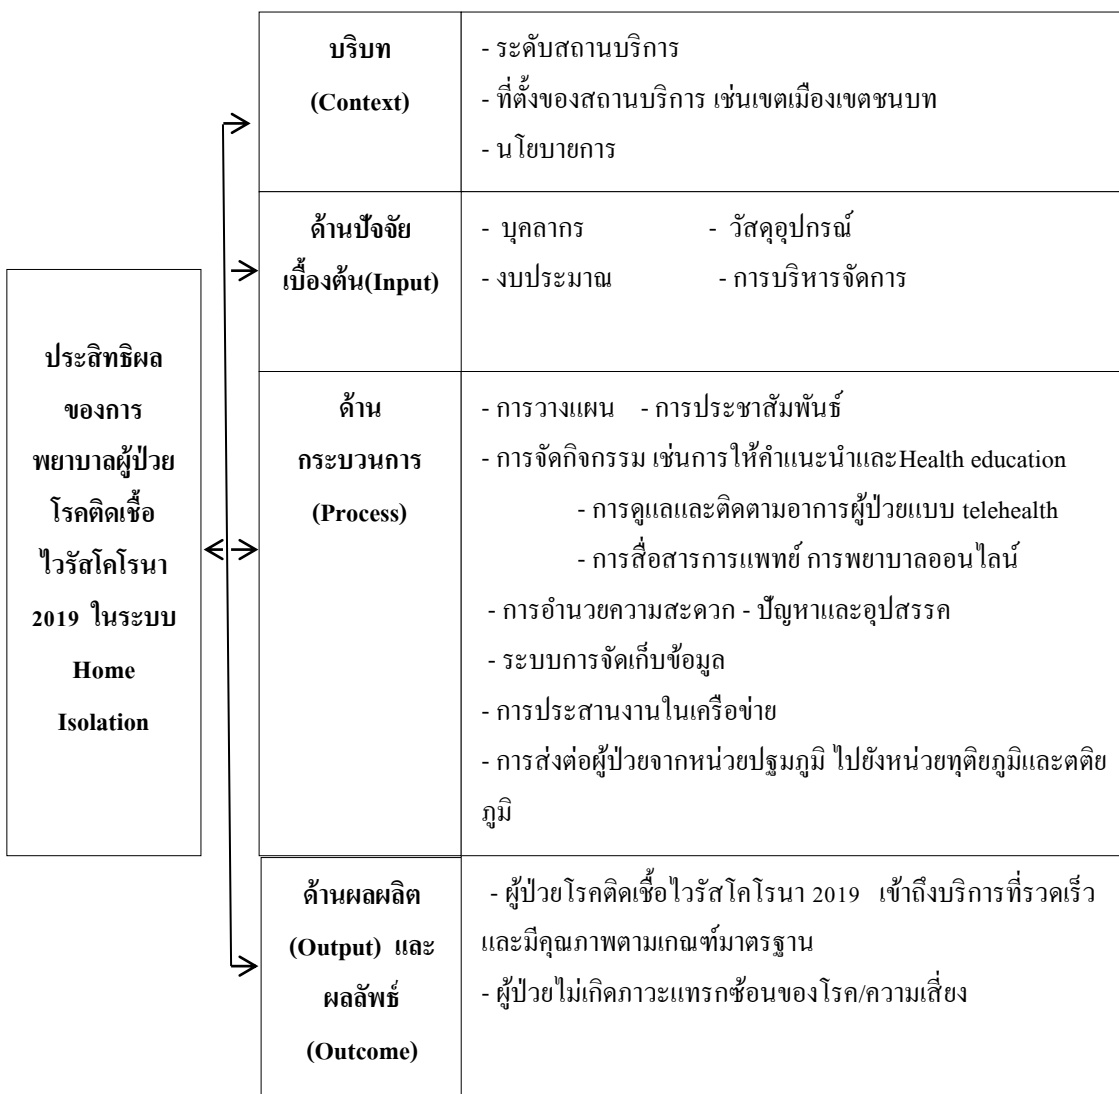 ประสิทธิผล
ของการ
พยาบาลผู้ป่วย
โรคติดเชื้อ
ไวรัสโคโรนา
2019 ในระบบ
Home
Isolation
บริบท
(Context)
- ระดับสถานบริการ
- ที่ตั้งของสถานบริการ เช่นเขตเมืองเขตชนบท
- นโยบายการ
ด้านปัจจัย
เบื้องต้น(Input)
- บุคลากร - วัสดุอุปกรณ์
- งบประมาณ - การบริหารจัดการ
ด้าน
กระบวนการ
(Process)
- การวางแผน - การประชาสัมพันธ์
- การจัดกิจกรรม เช่นการให้คำแนะนำและHealth education
- การดูแลและติดตามอาการผู้ป่วยแบบ telehealth
- การสื่อสารการแพทย์ การพยาบาลออนไลน์
- การอำนวยความสะดวก - ปัญหาและอุปสรรค
- ระบบการจัดเก็บข้อมูล
- การประสานงานในเครือข่าย
- การส่งต่อผู้ป่วยจากหน่วยปฐมภูมิ ไปยังหน่วยทุติยภูมิและตติย
ภูมิ
ด้านผลผลิต
(Output) และ
ผลลัพธ์
(Outcome)
- ผู้ป่วยโรคติดเชื้อไวรัสโคโรนา 2019 เข้าถึงบริการที่รวดเร็ว
และมีคุณภาพตามเกณฑ์มาตรฐาน
- ผู้ป่วยไม่เกิดภาวะแทรกซ้อนของโรค/ความเสี่ยง